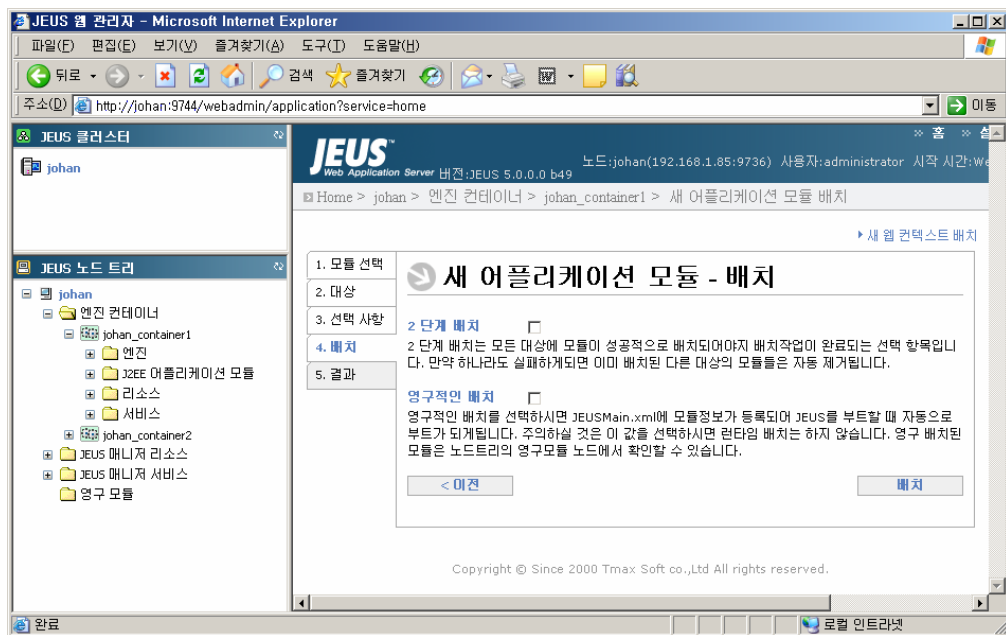 JEUS 웹 관리자 - Microsoft Internet Explorer
파일(F) 편집(E) 보기(V) 즐겨찾기(A) 도구(T) 도움말(H)
뒤로 검색 즐겨찾기
주소(D) http://johan:9744/webadmin/application?service=home 이동
JEUS 클러스터
johan
JEUS 노드 트리
johan
엔진 컨테이너
johan_container1
엔진
J2EE 어플리케이션 모듈
리소스
서비스
johan_container2
JEUS 매니저 리소스
JEUS 매니저 서비스
영구 모듈
» 홈 »
JEUS™
Web Application Server 버전:JEUS 5.0.0.0 b49
노드:johan(192.168.1.85:9736) 사용자:administrator 시작 시간:We
Home > johan > 엔진 컨테이너 > johan_container1 > 새 어플리케이션 모듈 배치
새 웹 컨텍스트 배치
1. 모듈 선택
2. 대상
3. 선택 사항
4. 배치
5. 결과
새 어플리케이션 모듈 - 배치
2 단계 배치
2 단계 배치는 모든 대상에 모듈이 성공적으로 배치되어야지 배치작업이 완료되는 선택 항목입니
다. 만약 하나라도 실패하게되면 이미 배치된 다른 대상의 모듈들은 자동 제거됩니다.
영구적인 배치
영구적인 배치를 선택하시면 JEUSMain.xml에 모듈정보가 등록되어 JEUS를 부트할 때 자동으로
부트가 되게됩니다. 주의하실 것은 이 값을 선택하시면 런타임 배치는 하지 않습니다. 영구 배치된
모듈은 노드트리의 영구모듈 노드에서 확인할 수 있습니다.
< 이전
배치
Copyright © Since 2000 Tmax Soft co.,Ltd All rights reserved.
완료
로컬 인트라넷